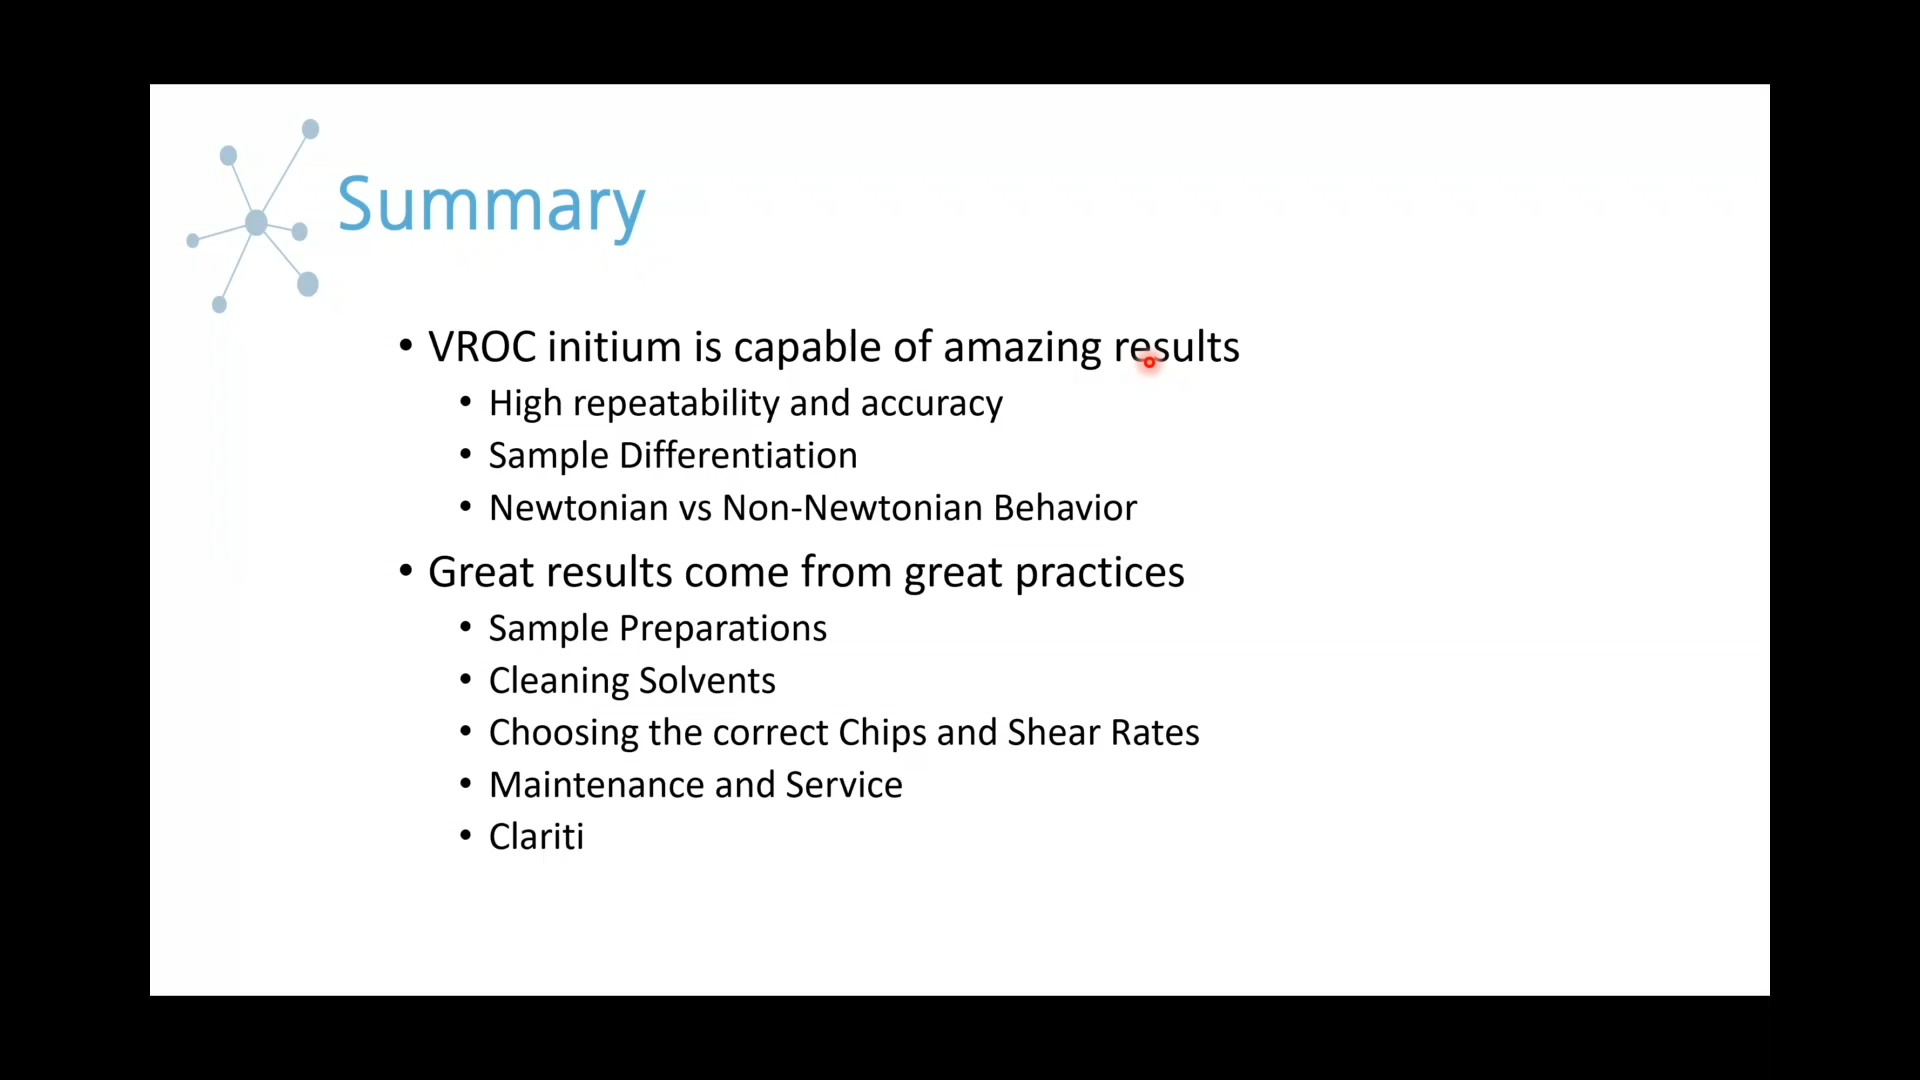 Summary
• VROC initium is capable of amazing results
• High repeatability and accuracy
• Sample Differentiation
• Newtonian vs Non-Newtonian Behavior
• Great results come from great practices
• Sample Preparations
• Cleaning Solvents
• Choosing the correct Chips and Shear Rates
• Maintenance and Service
• Clariti